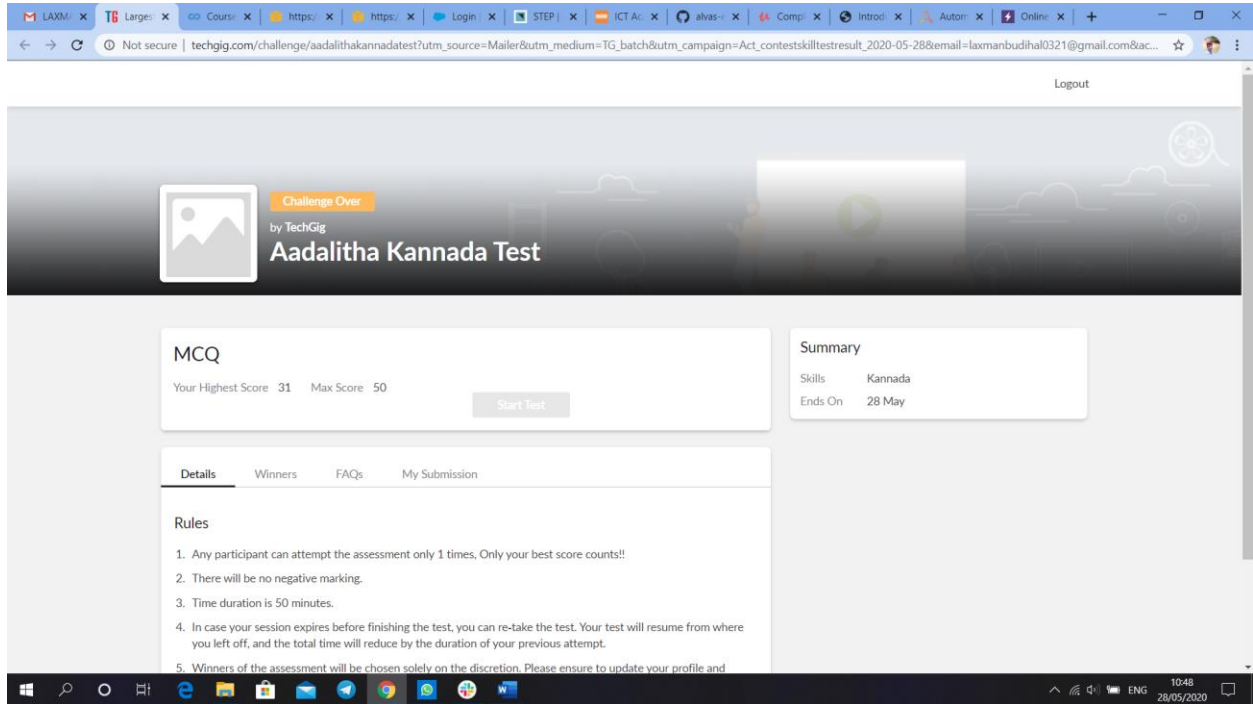 LAXM
TG Larges
Course
https:/
https:/
Login
STEP |
ICT Ac
alvas-e
Compl
Introd
Autom
Online
Not secure | techgig.com/challenge/aadalithakannadatest?utm_source=Mailer&utm_medium=TG_batch&utm_campaign=Act_contestskilltestresult_2020-05-28&email=laxmanbudihal0321@gmail.com&ac...
Logout
Challenge Over
by TechGig
Aadalitha Kannada Test
MCQ
Your Highest Score 31 Max Score 50
Start Test
Summary
Skills Kannada
Ends On 28 May
Details Winners FAQs My Submission
Rules
1. Any participant can attempt the assessment only 1 times, Only your best score counts!!
2. There will be no negative marking.
3. Time duration is 50 minutes.
4. In case your session expires before finishing the test, you can re-take the test. Your test will resume from where
you left off, and the total time will reduce by the duration of your previous attempt.
5. Winners of the assessment will be chosen solely on the discretion. Please ensure to update your profile and
ENG
10:48
28/05/2020